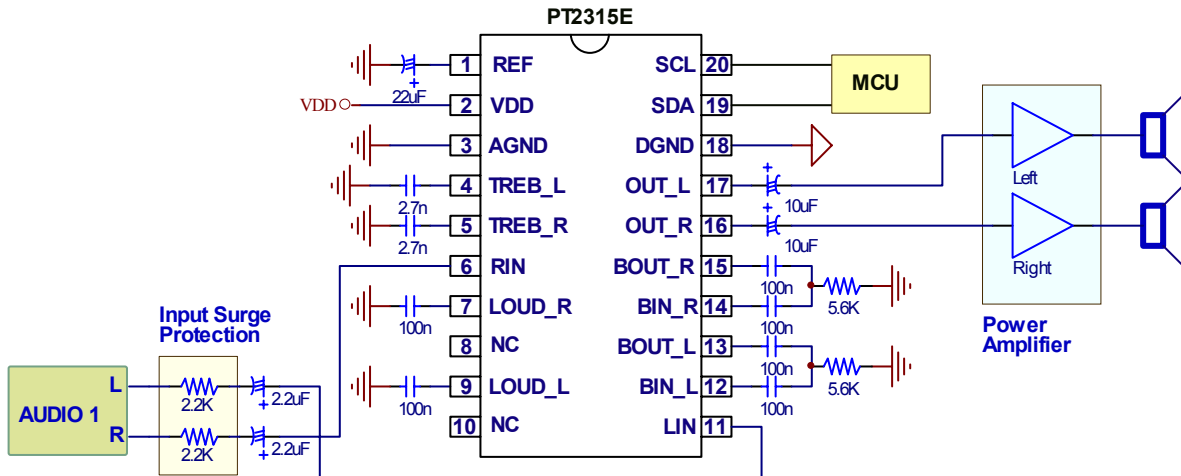 PT2315E
1 REF SCL 20
22uF
+
MCU
VDD 2 VDD SDA 19
3 AGND DGND 18
4 TREB_L OUT_L 17
2.7n
+
10uF
Left
5 TREB_R OUT_R 16
2.7n
+
10uF
Right
6 RIN BOUT_R 15
100n
5.6K
7 LOUD_R BIN_R 14
100n
100n
8 NC BOUT_L 13
100n
5.6K
9 LOUD_L BIN_L 12
100n
100n
10 NC LIN 11
Input Surge
Protection
Power
Amplifier
AUDIO 1
L
2.2K
+
2.2uF
R
2.2K
+
2.2uF